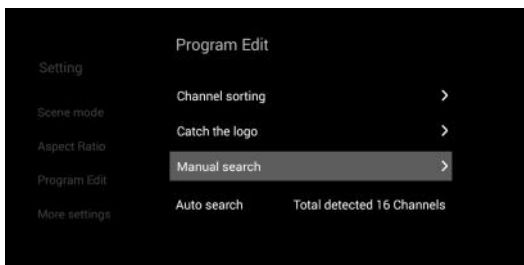 Setting
Scene mode
Aspect Ratio
Program Edit
More settings
Program Edit
Channel sorting
Catch the logo
Manual search
Auto search Total detected 16 Channels